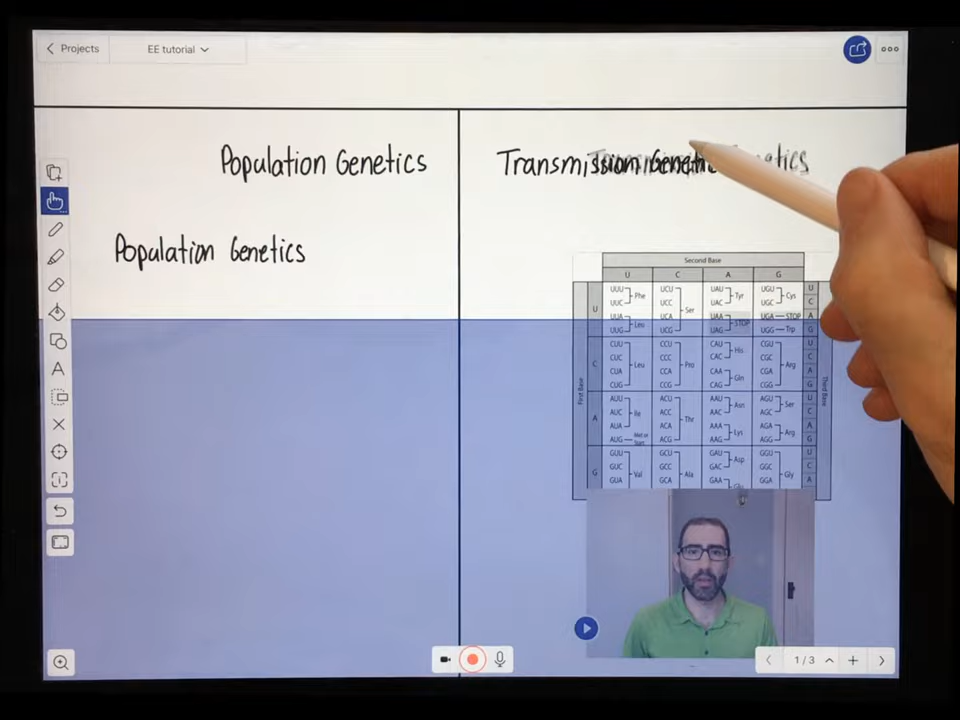 Projects
EE tutorial
Population Genetics
Transmission Genetics
Population Genetics
Second Base
U C A G
First Base
Third Base
U
UUU Phe UCU Ser UAU Tyr UGU Cys U
UUC UCC UAC UGC C
UUA Leu UCA UAA STOP UGA STOP A
UUG UCG UAG UGG Trp G
C
CUU Leu CCU Pro CAU His CGU Arg U
CUC CCC CAC CGC C
CUA CCA CAA Gln CGA A
CUG CCG CAG CGG G
A
AUU Ile ACU Thr AAU Asn AGU Ser U
AUC ACC AAC AGC C
AUA ACA AAA Lys AGA Arg A
AUG Met or Start ACG AAG AGG G
G
GUU Val GCU Ala GAU Asp GGU Gly U
GUC GCC GAC GGC C
GUA GCA GAA GGA A
A
1/3